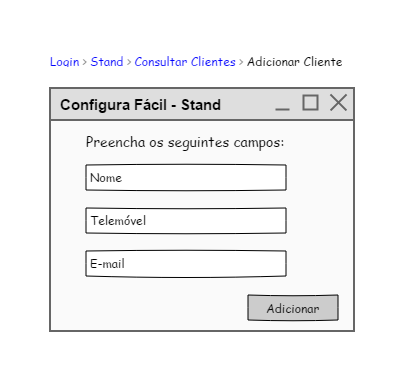 Login > Stand > Consultar Clientes > Adicionar Cliente
Configura Fácil - Stand
Preencha os seguintes campos:
Nome
Telemóvel
E-mail
Adicionar